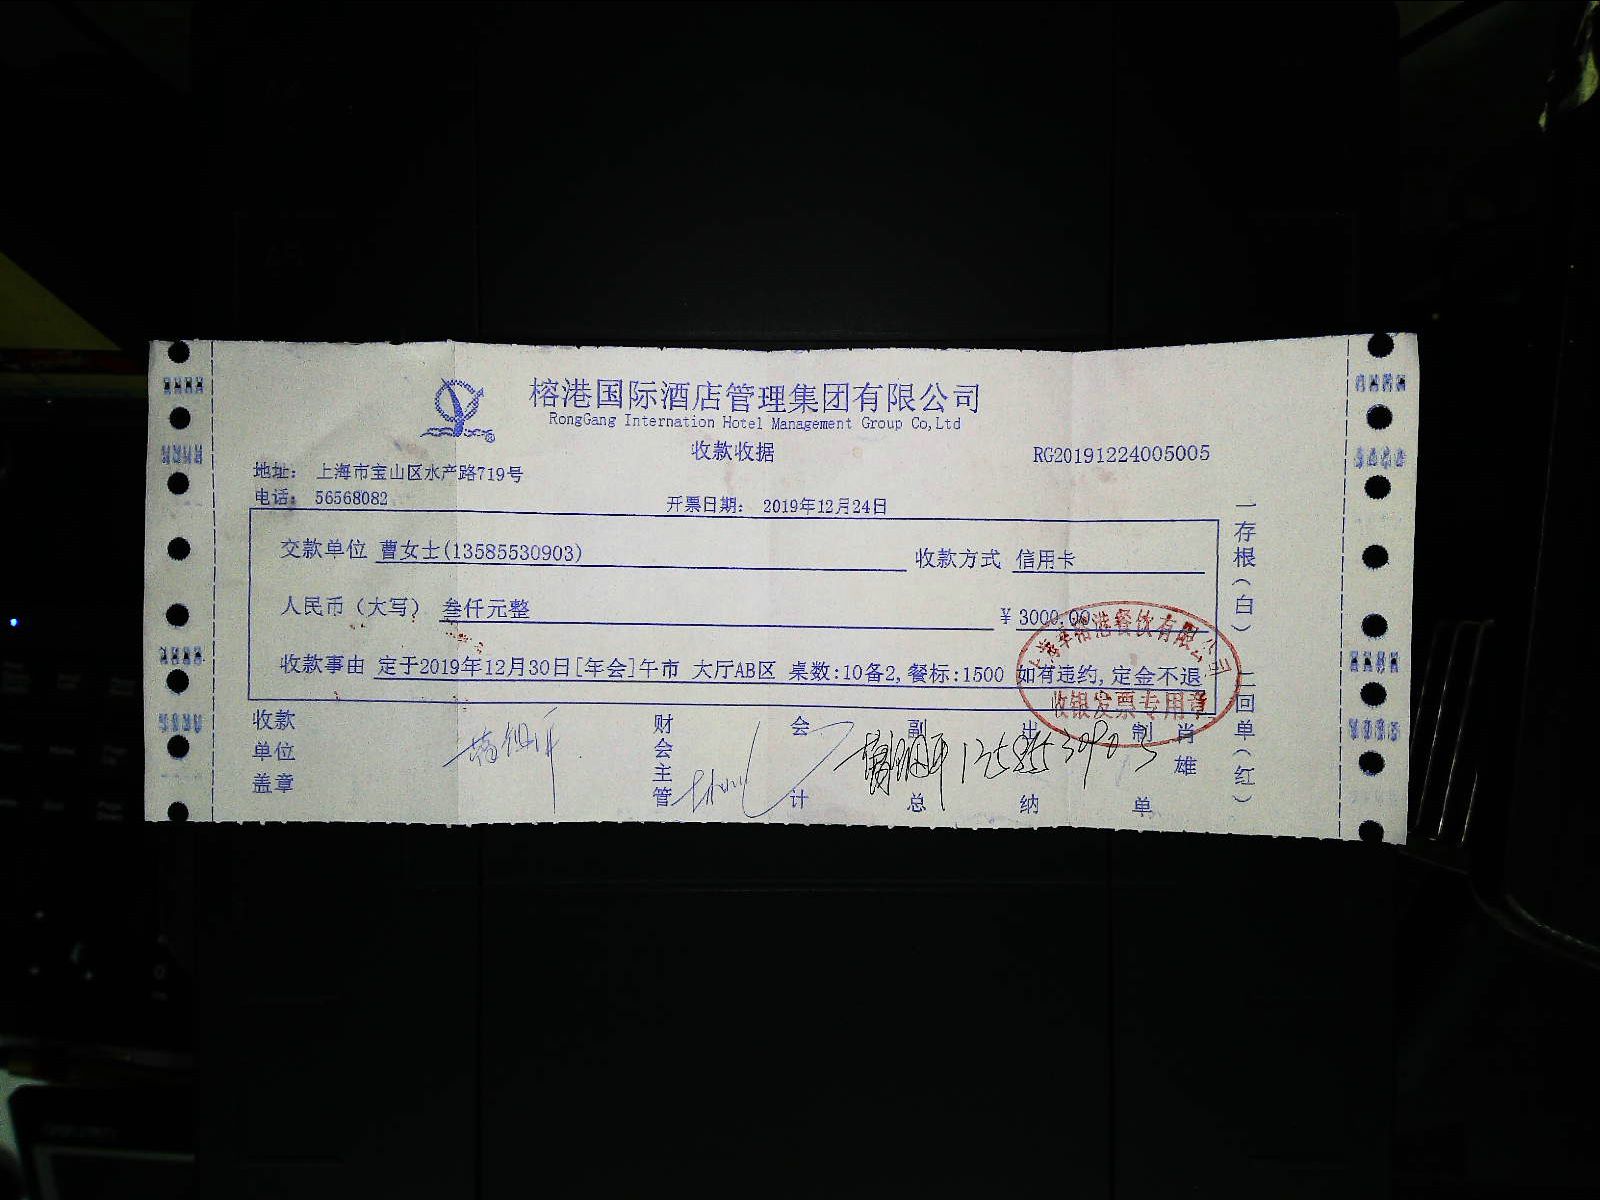 榕港国际酒店管理集团有限公司
RongGang Internation Hotel Management Group Co,Ltd
收款收据
RG20191224005005
地址： 上海市宝山区水产路719号
电话： 56568082
开票日期： 2019年12月24日
交款单位 曹女士(13585530903) 收款方式 信用卡
人民币（大写） 叁仟元整 ￥3000.00
收款事由 定于2019年12月30日[年会]午市 大厅AB区 桌数:10备2,餐标:1500 如有违约,定金不退
收银发票专用章
收款单位盖章
财会主管
会计
副总
出纳
制单
肖雄
13585530903
一存根（白）
二回单（红）